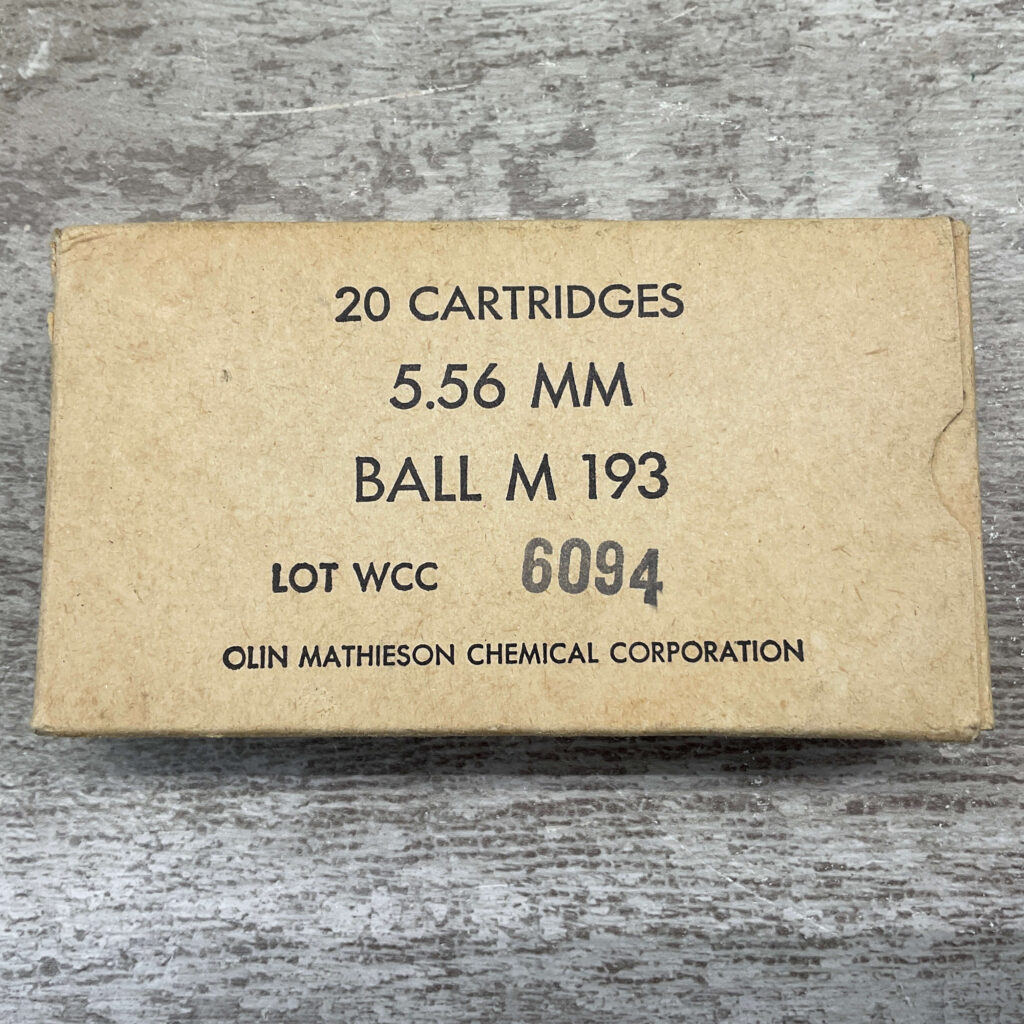 20 CARTRIDGES
5.56 MM
BALL M 193
LOT WCC 6094
OLIN MATHIESON CHEMICAL CORPORATION